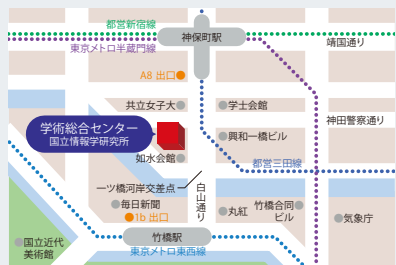 都営新宿線
神保町駅
靖国通り
東京メトロ半蔵門線
A8 出口
共立女子大
学士会館
神田警察通り
学術総合センター
国立情報学研究所
興和一橋ビル
如水会館
都営三田線
一ツ橋河岸交差点
白山通り
毎日新聞
1b 出口
丸紅
竹橋合同
ビル
気象庁
竹橋駅
国立近代
美術館
東京メトロ東西線